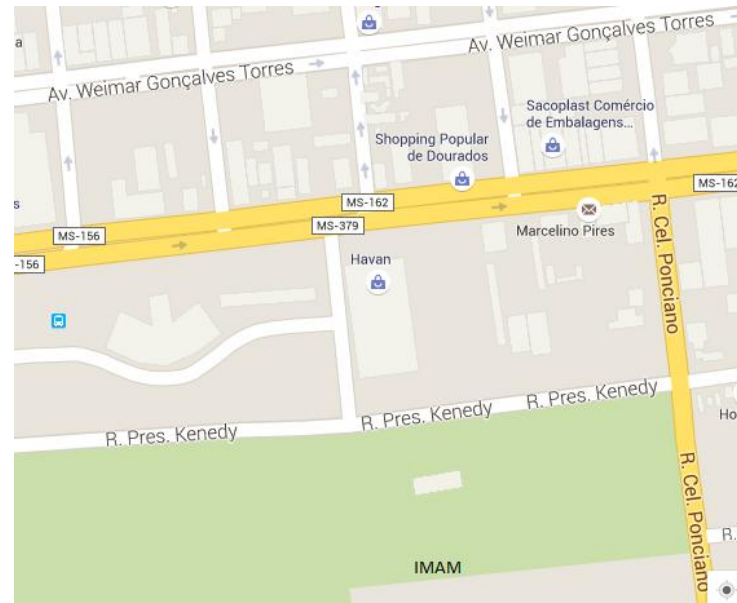 a
Av. Weimar Gonçalves Torres
Av. Weimar Gonçalves Torres
Sacoplast Comércio
de Embalagens...
Shopping Popular
de Dourados
MS-162
MS-162
s
MS-379
MS-156
Marcelino Pires
-156
Havan
R. Cel. Ponciano
R. Pres. Kenedy
R. Pres. Kenedy
R. Pres. Kenedy
Ho
R. Cel. Ponciano
R.
IMAM